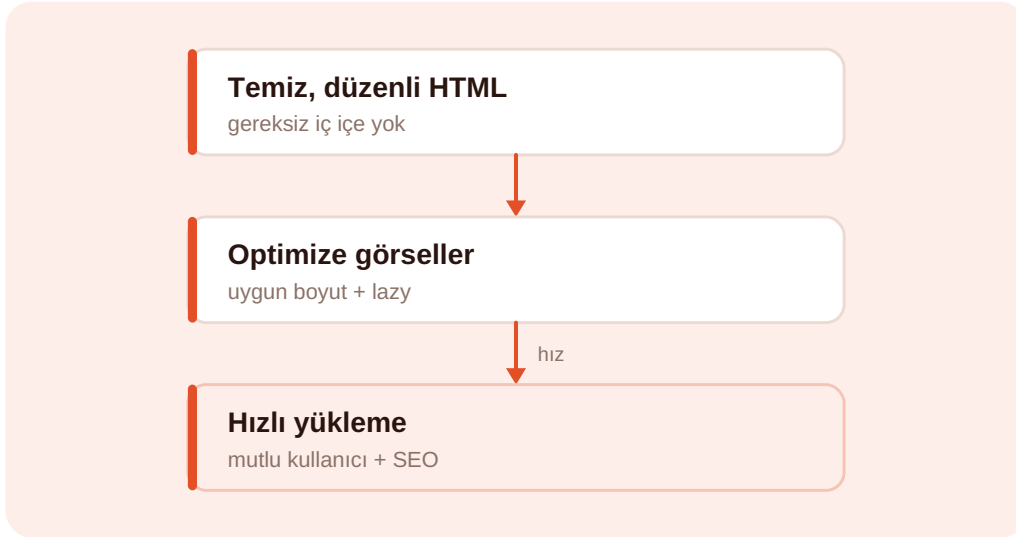 Temiz, düzenli HTML
gereksiz iç içe yok
Optimize görseller
uygun boyut + lazy
hız
Hızlı yükleme
mutlu kullanıcı + SEO